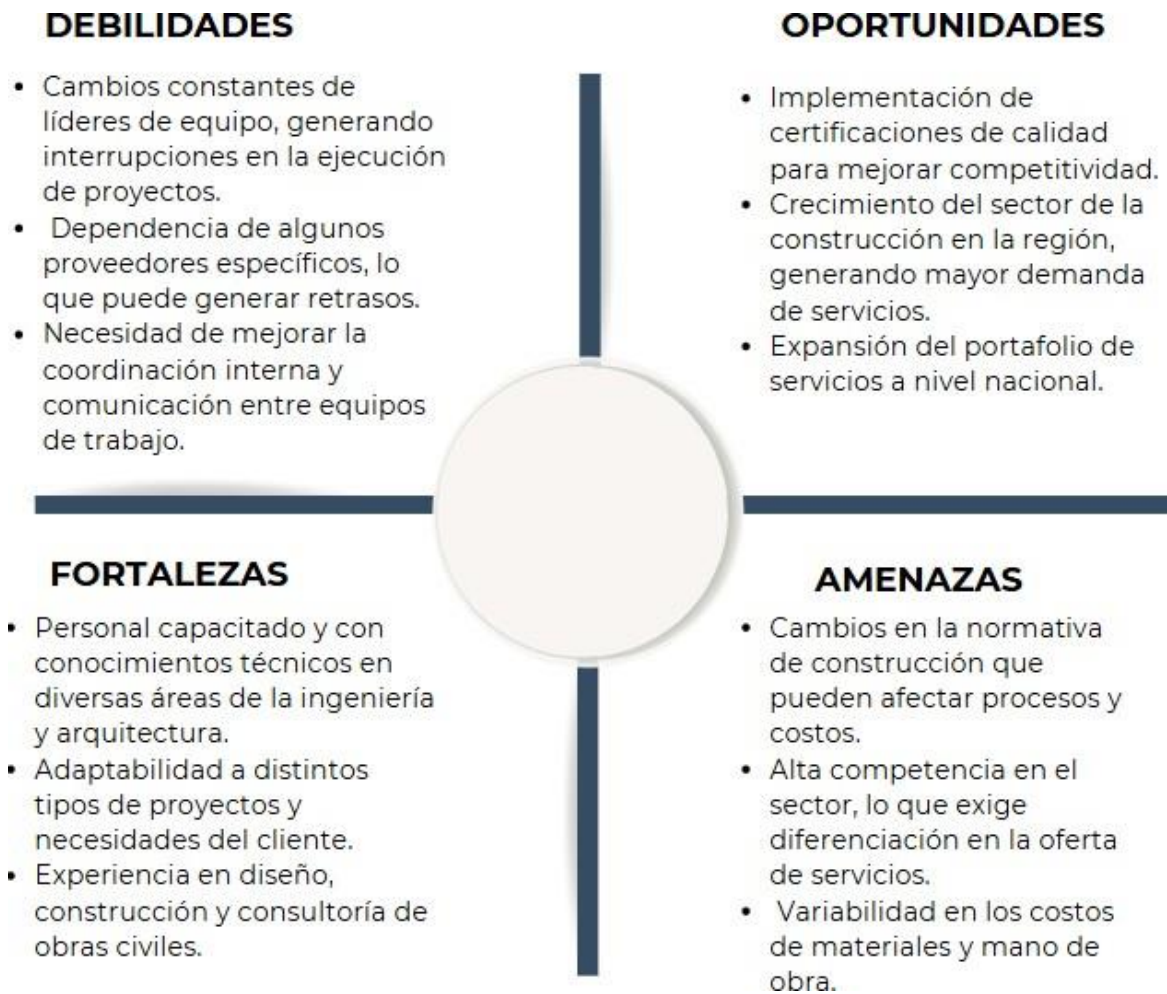 DEBILIDADES
• Cambios constantes de
líderes de equipo, generando
interrupciones en la ejecución
de proyectos.
• Dependencia de algunos
proveedores específicos, lo
que puede generar retrasos.
• Necesidad de mejorar la
coordinación interna y
comunicación entre equipos
de trabajo.
OPORTUNIDADES
• Implementación de
certificaciones de calidad
para mejorar competitividad.
• Crecimiento del sector de la
construcción en la región,
generando mayor demanda
de servicios.
• Expansión del portafolio de
servicios a nivel nacional.
FORTALEZAS
• Personal capacitado y con
conocimientos técnicos en
diversas áreas de la ingeniería
y arquitectura.
• Adaptabilidad a distintos
tipos de proyectos y
necesidades del cliente.
• Experiencia en diseño,
construcción y consultoría de
obras civiles.
AMENAZAS
• Cambios en la normativa
de construcción que
pueden afectar procesos y
costos.
• Alta competencia en el
sector, lo que exige
diferenciación en la oferta
de servicios.
• Variabilidad en los costos
de materiales y mano de
obra.